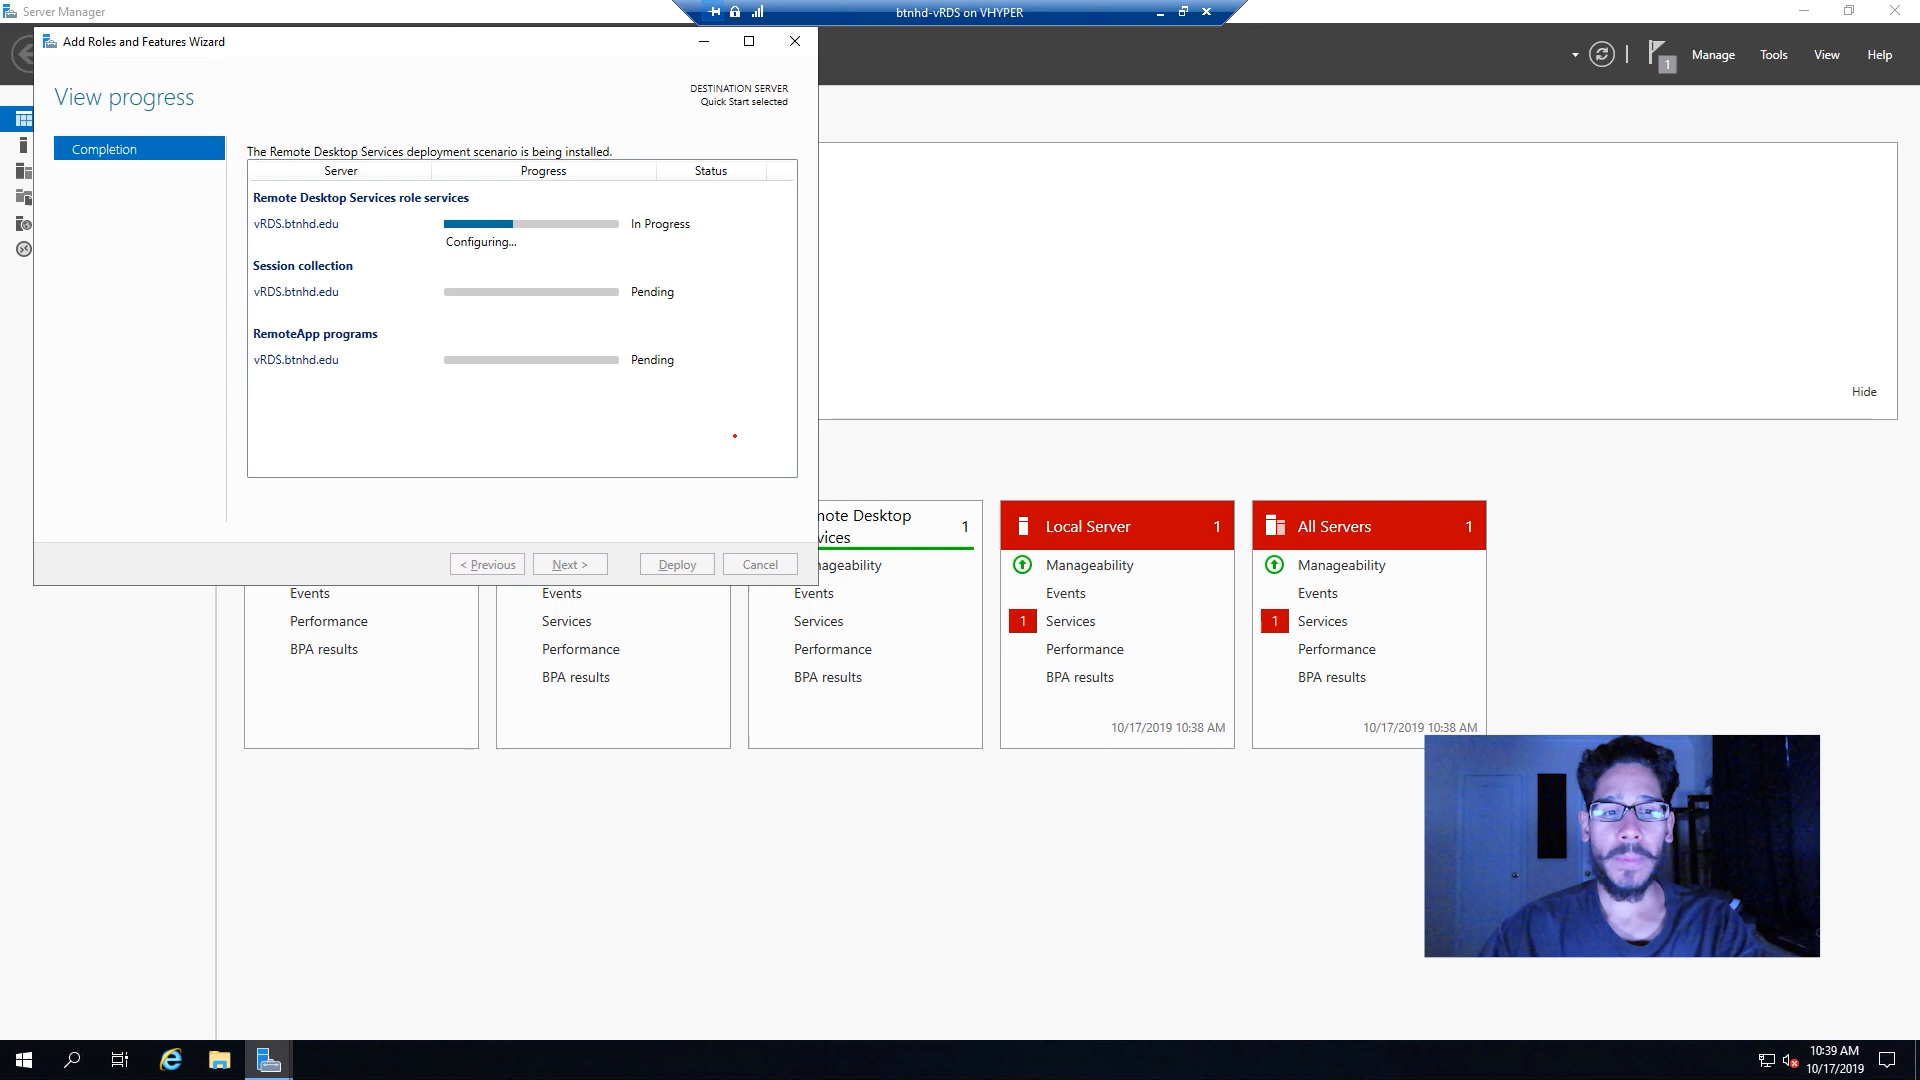 Server Manager
btnhd-vRDS on VHYPER
Add Roles and Features Wizard
1
Manage
Tools
View
Help
View progress
DESTINATION SERVER
Quick Start selected
Completion
The Remote Desktop Services deployment scenario is being installed.
Server
Progress
Status
Remote Desktop Services role services
vRDS.btnhd.edu
In Progress
Configuring...
Session collection
vRDS.btnhd.edu
Pending
RemoteApp programs
vRDS.btnhd.edu
Pending
Hide
< Previous
Next >
Deploy
Cancel
Events
Performance
BPA results
Events
Services
Performance
BPA results
mote Desktop
vices
1
nageability
Events
Services
Performance
BPA results
Local Server
1
Manageability
Events
1
Services
Performance
BPA results
10/17/2019 10:38 AM
All Servers
1
Manageability
Events
1
Services
Performance
BPA results
10/17/2019 10:38 AM
10:39 AM
10/17/2019